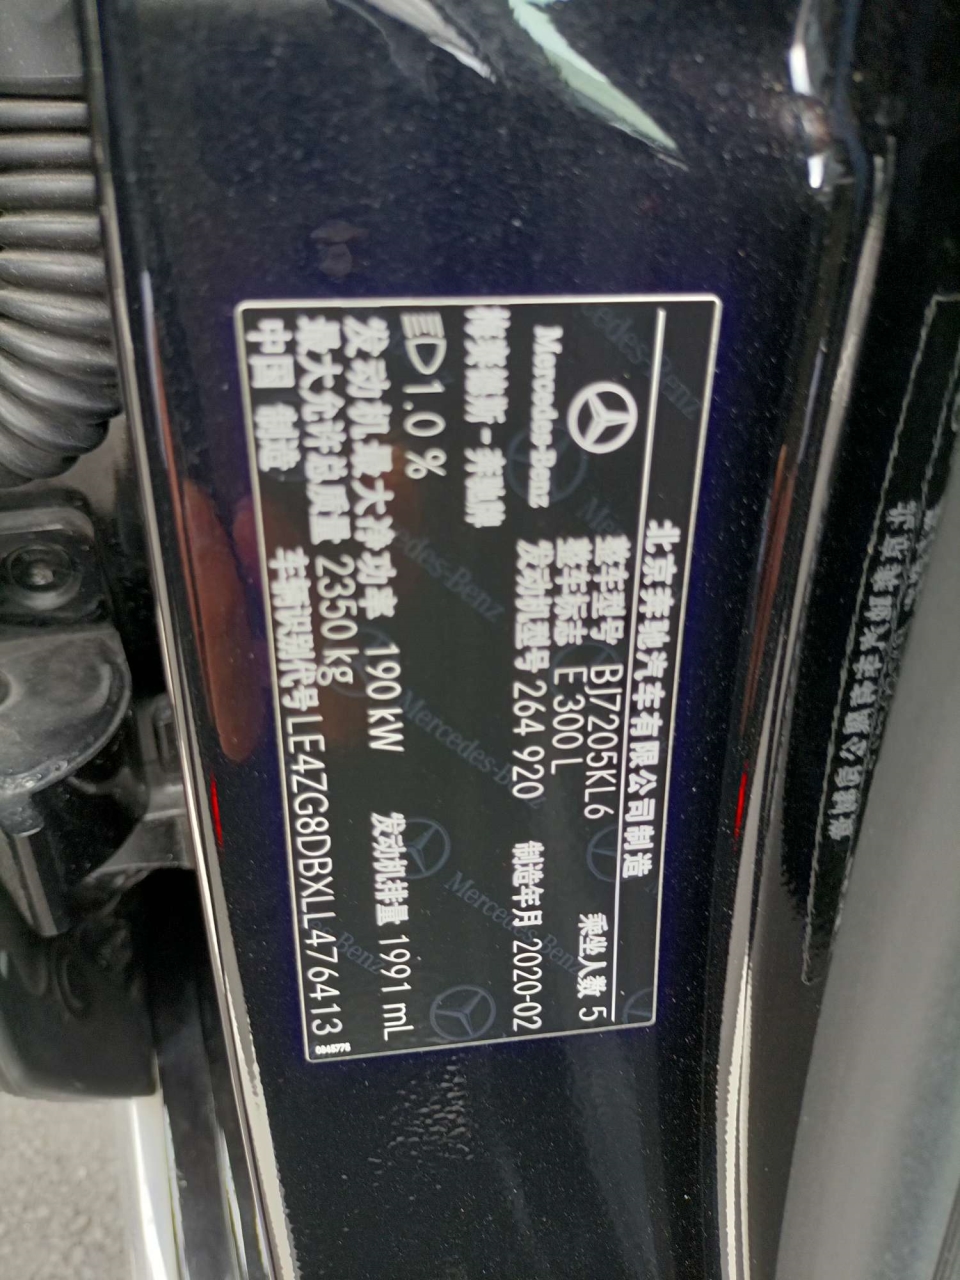 北京奔驰汽车有限公司制造
Mercedes-Benz
梅赛德斯-奔驰牌
整车型号 BJ7205KL6 乘坐人数 5
整车标志 E 300 L
发动机型号 264 920 制造年月 2020-02
1.0 %
发动机最大净功率 190 kW 发动机排量 1991 mL
最大允许总质量 2350 kg
中国 制造 车辆识别代号 LE4ZG8DBXLL476413